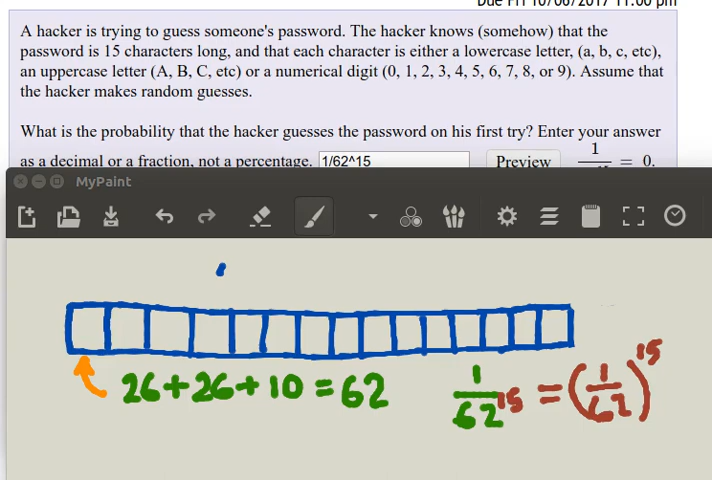 Due Fri 10/06/2017 11:00 pm
A hacker is trying to guess someone's password. The hacker knows (somehow) that the
password is 15 characters long, and that each character is either a lowercase letter, (a, b, c, etc),
an uppercase letter (A, B, C, etc) or a numerical digit (0, 1, 2, 3, 4, 5, 6, 7, 8, or 9). Assume that
the hacker makes random guesses.
What is the probability that the hacker guesses the password on his first try? Enter your answer
as a decimal or a fraction, not a percentage. 1/62^15 Preview 1 = 0.
MyPaint
26+26+10=62 1/62^15 = (1/62)^15